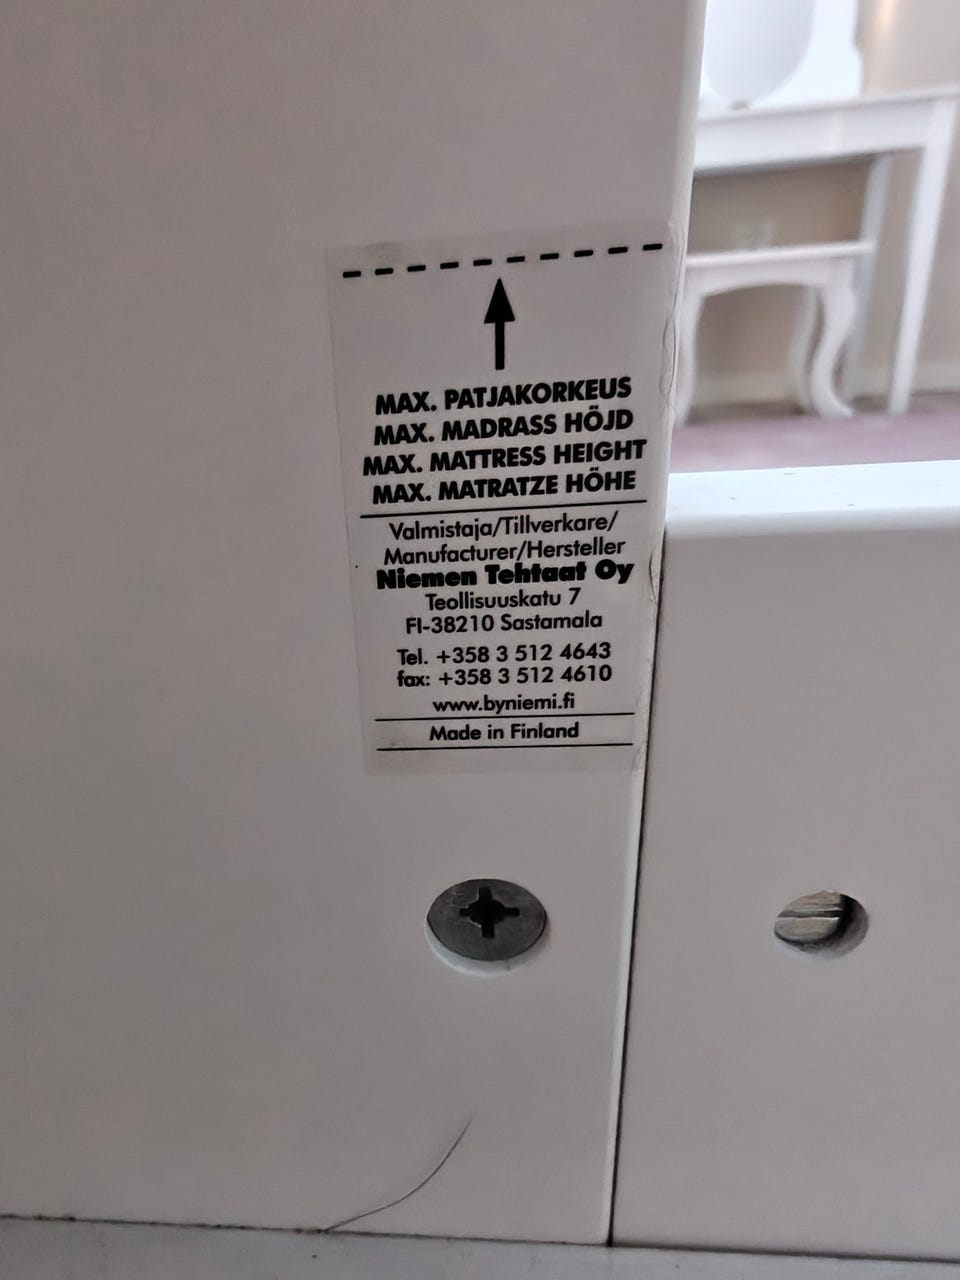 MAX. PATJAKORKEUS
MAX. MADRASS HÖJD
MAX. MATTRESS HEIGHT
MAX. MATRATZE HÖHE
Valmistaja/Tillverkare/
Manufacturer/Hersteller
Niemen Tehtaat Oy
Teollisuuskatu 7
FI-38210 Sastamala
Tel. +358 3 512 4643
fax: +358 3 512 4610
www.byniemi.fi
Made in Finland